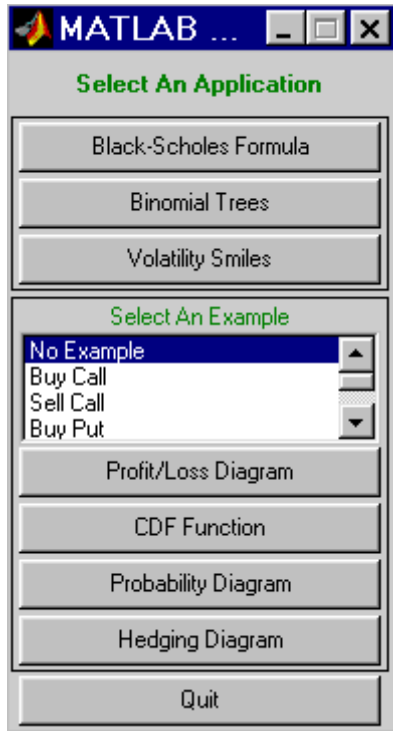 MATLAB ...
Select An Application
Black-Scholes Formula
Binomial Trees
Volatility Smiles
Select An Example
No Example
Buy Call
Sell Call
Buy Put
Profit/Loss Diagram
CDF Function
Probability Diagram
Hedging Diagram
Quit